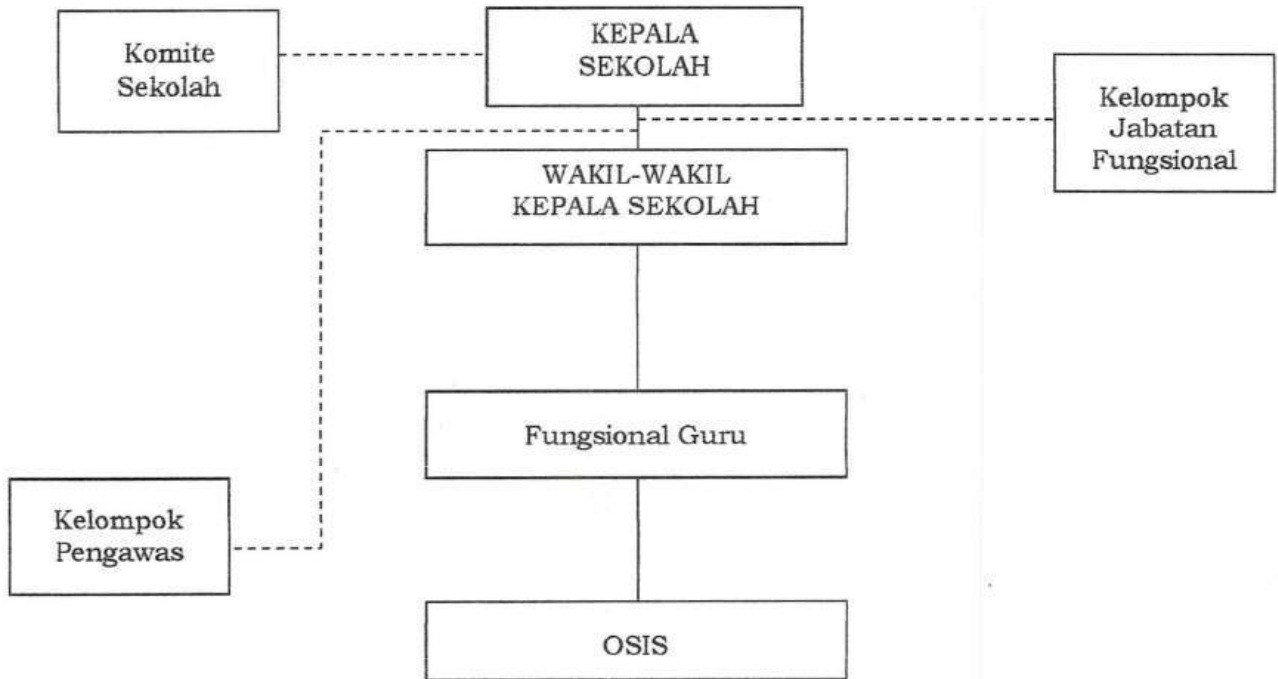 Komite
Sekolah
KEPALA
SEKOLAH
Kelompok
Jabatan
Fungsional
WAKIL-WAKIL
KEPALA SEKOLAH
Fungsional Guru
Kelompok
Pengawas
OSIS